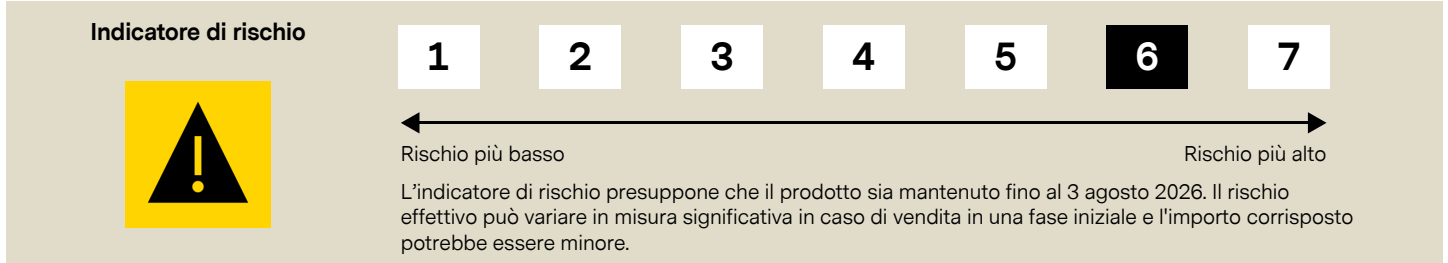 Indicatore di rischio
1 2 3 4 5 6 7
Rischio più basso
Rischio più alto
L’indicatore di rischio presuppone che il prodotto sia mantenuto fino al 3 agosto 2026. Il rischio
effettivo può variare in misura significativa in caso di vendita in una fase iniziale e l'importo corrisposto
potrebbe essere minore.